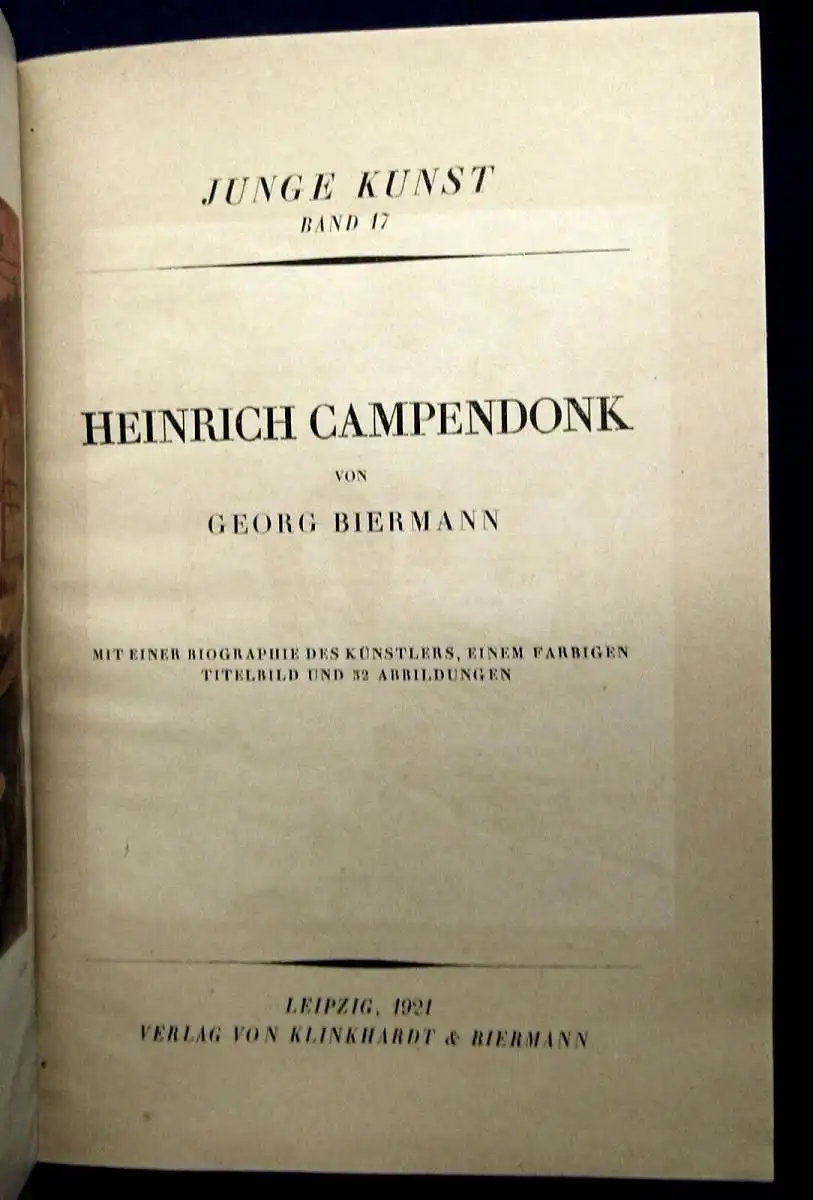 JUNGE KUNST
BAND 17
HEINRICH CAMPENDONK
VON
GEORG BIERMANN
MIT EINER BIOGRAPHIE DES KÜNSTLERS, EINEM FARBIGEN
TITELBILD UND 32 ABBILDUNGEN
LEIPZIG, 1921
VERLAG VON KLINKHARDT & BIERMANN